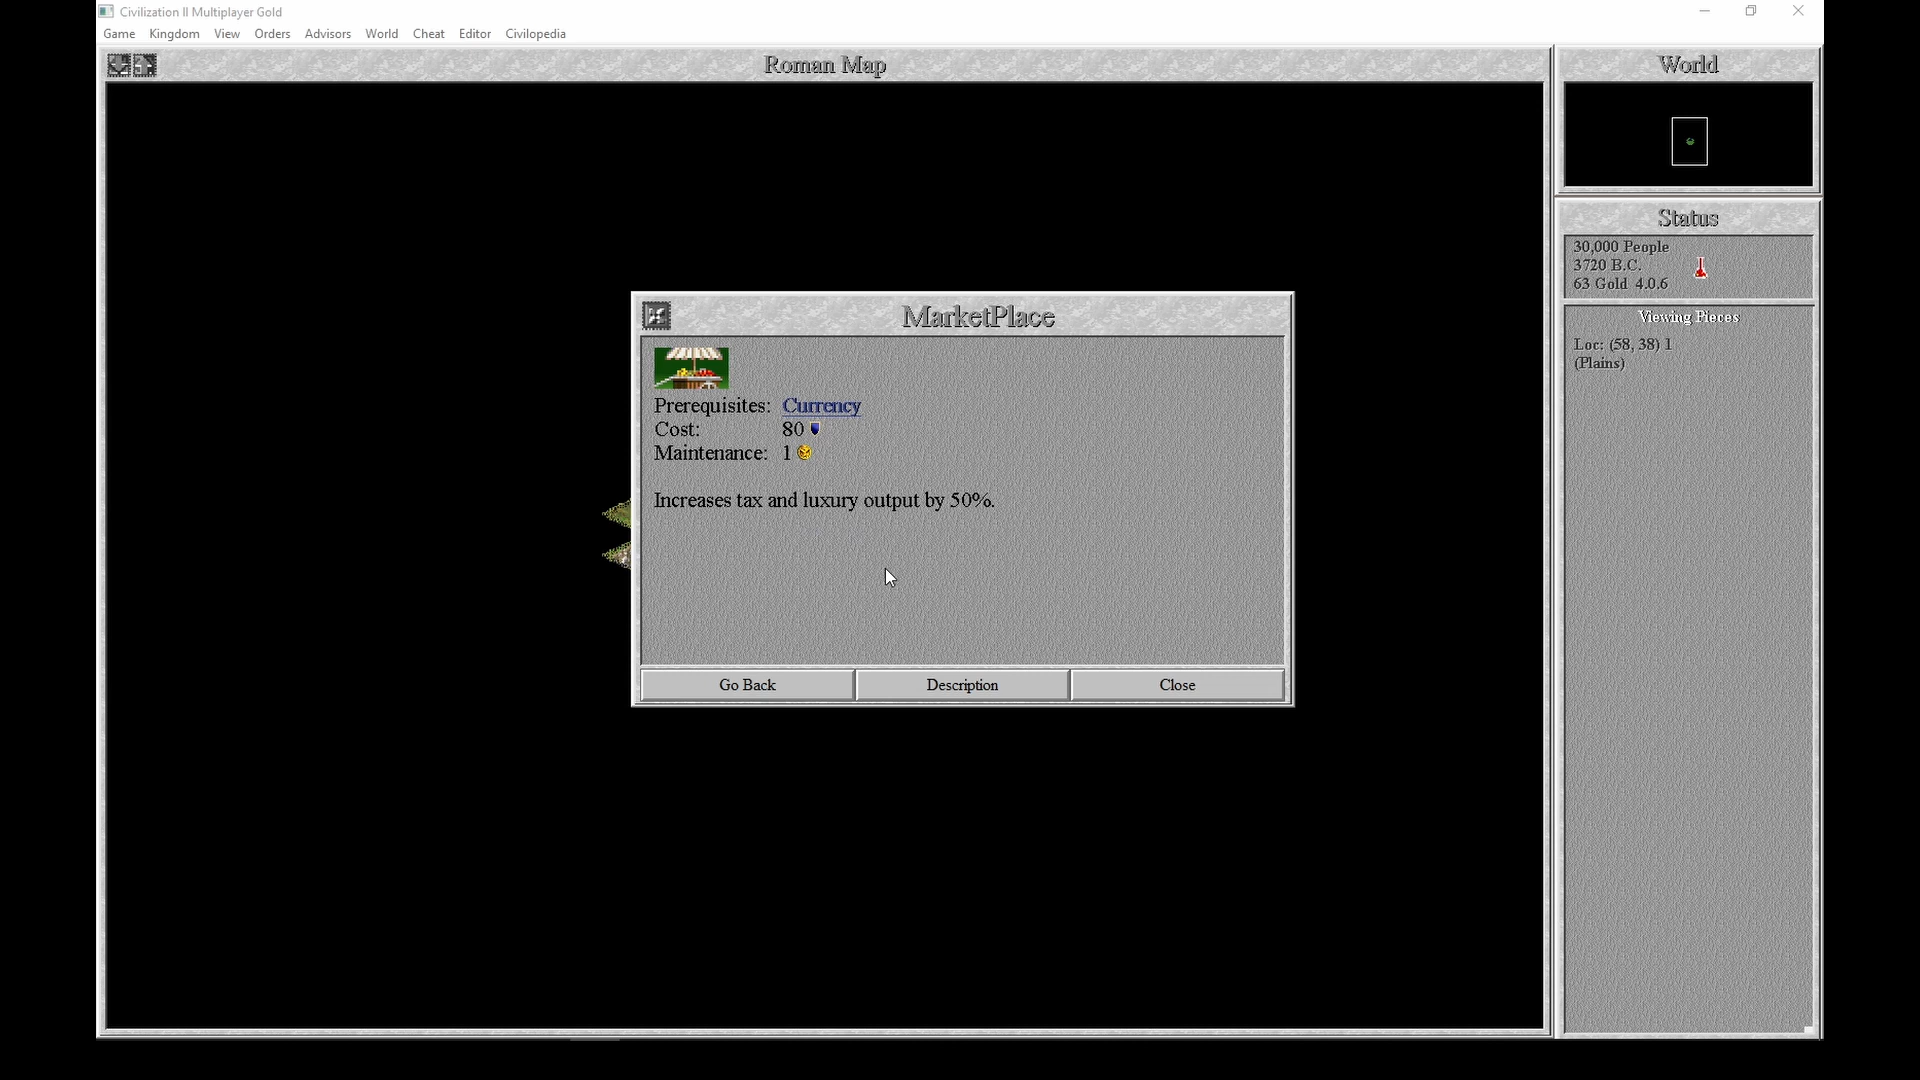 Civilization II Multiplayer Gold
Game Kingdom View Orders Advisors World Cheat Editor Civilopedia
Roman Map
World
Status
30,000 People
3720 B.C.
63 Gold 4.0.6
Viewing Pieces
Loc: (58, 38) 1
(Plains)
MarketPlace
Prerequisites: Currency
Cost: 80
Maintenance: 1
Increases tax and luxury output by 50%.
Go Back Description Close